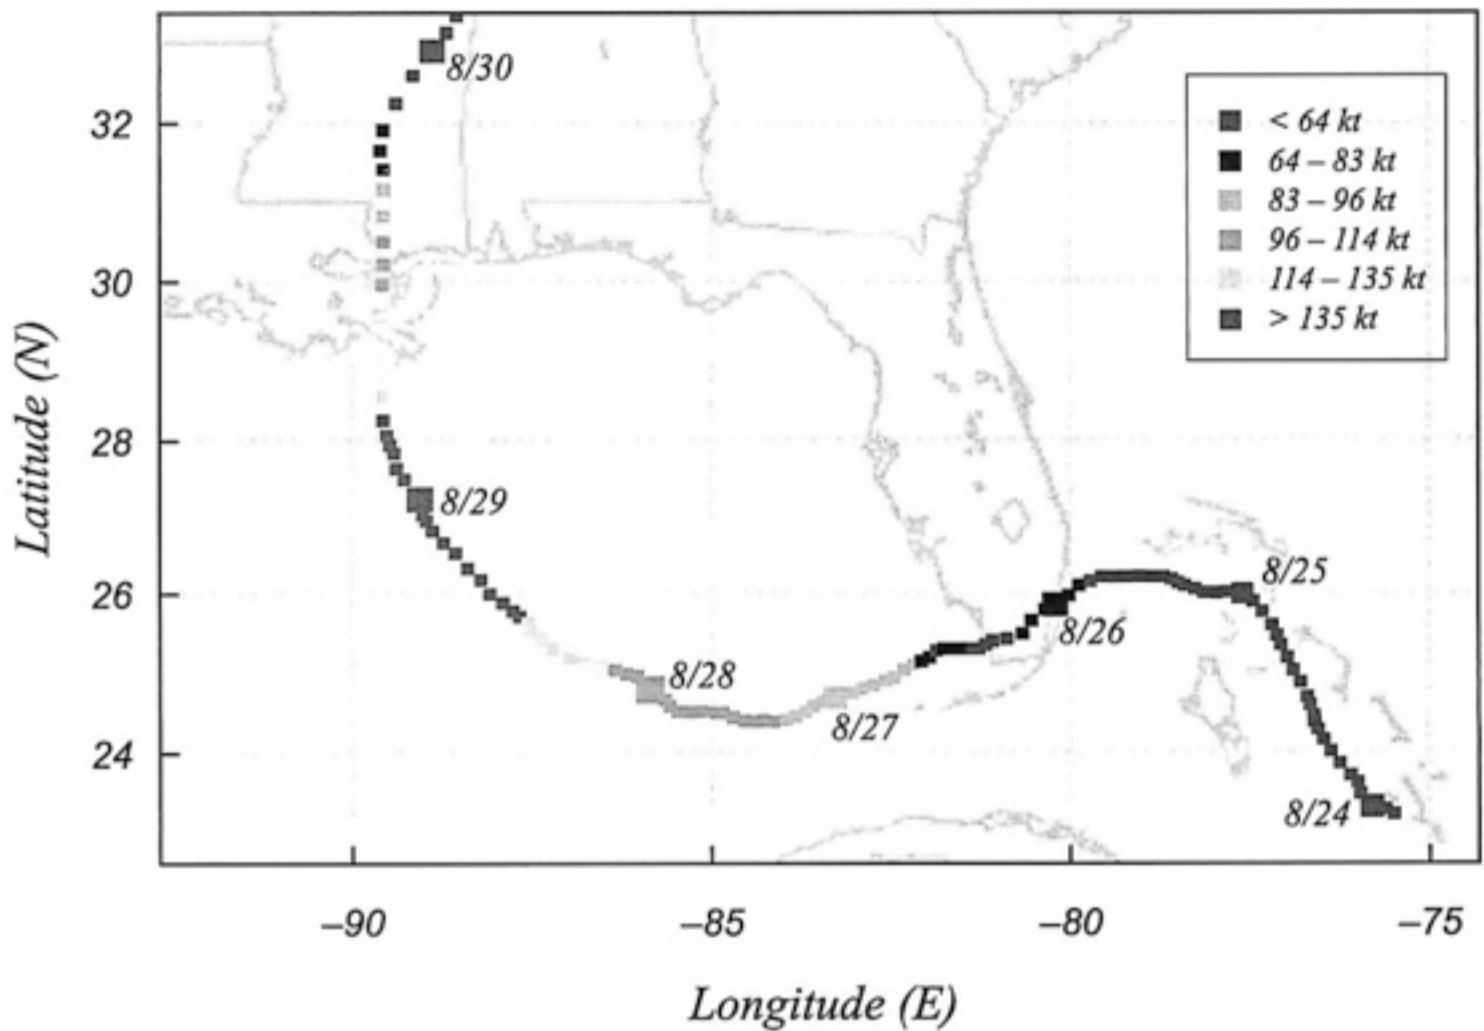 8/30
< 64 kt
64 – 83 kt
83 – 96 kt
96 – 114 kt
114 – 135 kt
> 135 kt
32
30
28
26
24
Latitude (N)
8/29
8/25
8/26
8/28
8/27
8/24
–90
–85
–80
–75
Longitude (E)